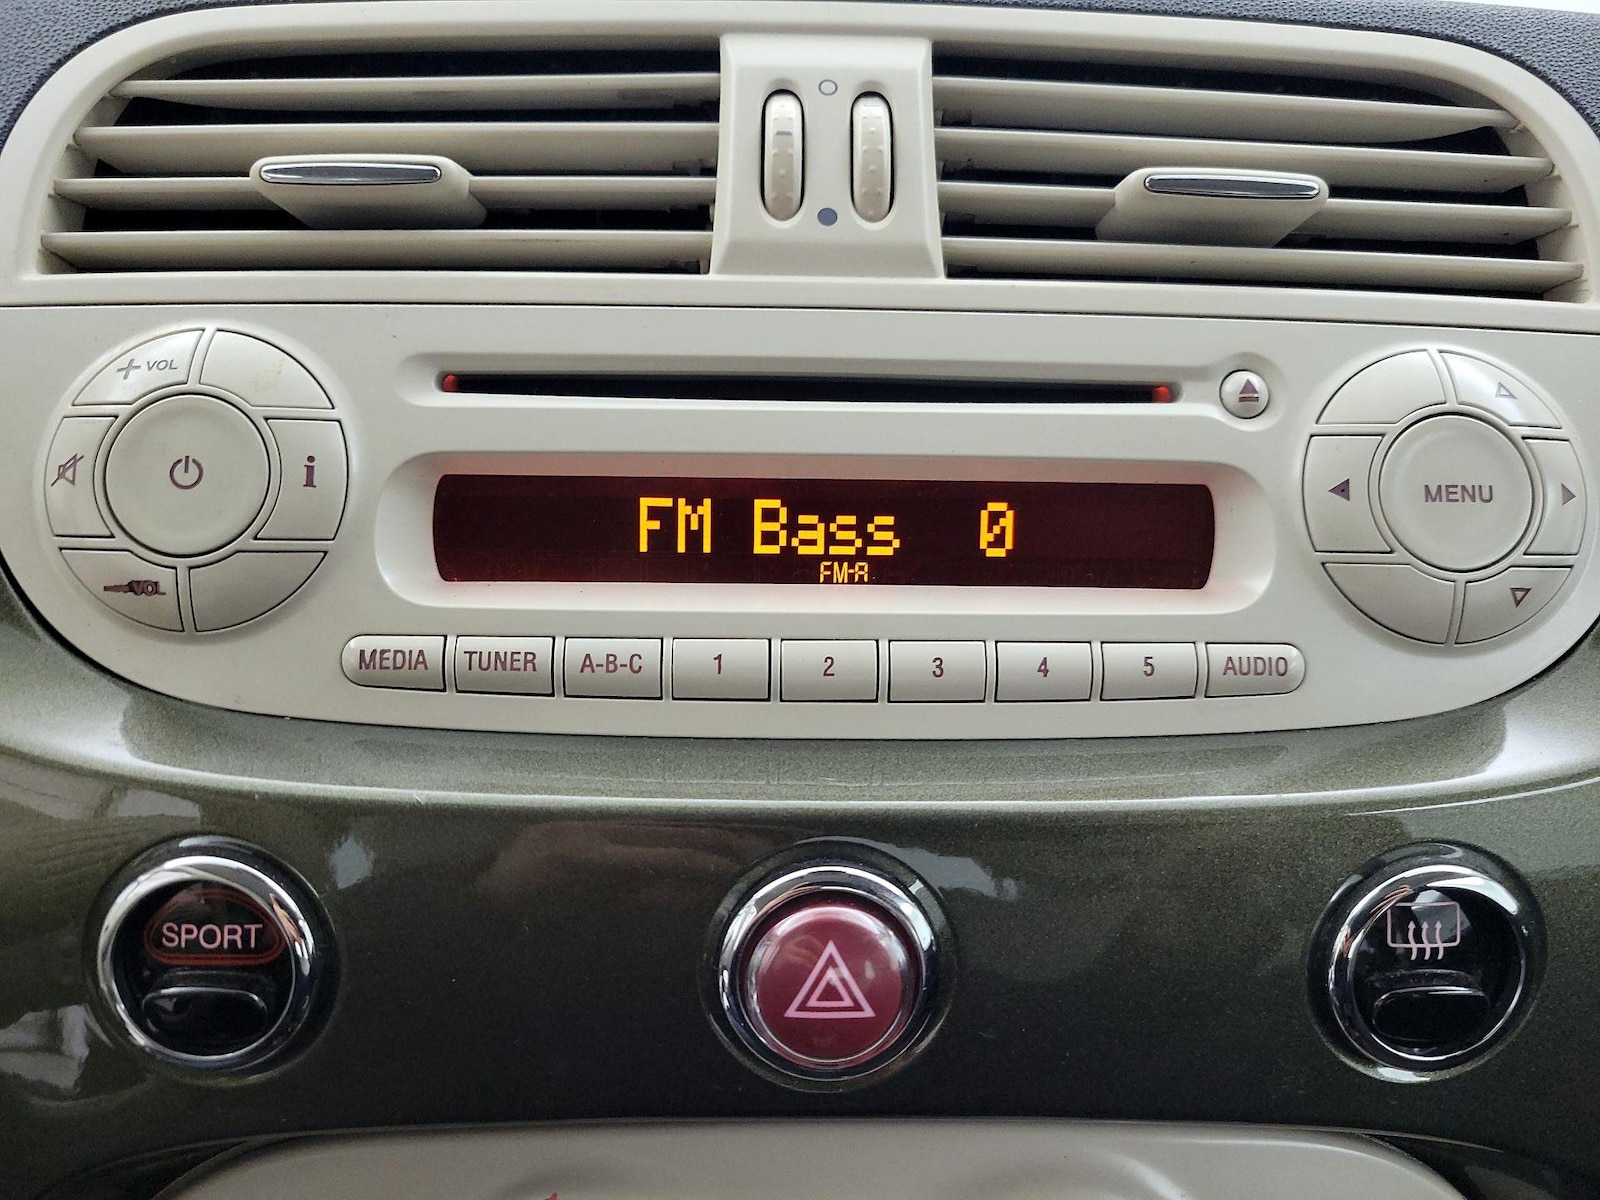 + VOL
i
MENU
FM Bass 0
FM-A
VOL
MEDIA TUNER A-B-C 1 2 3 4 5 AUDIO
SPORT